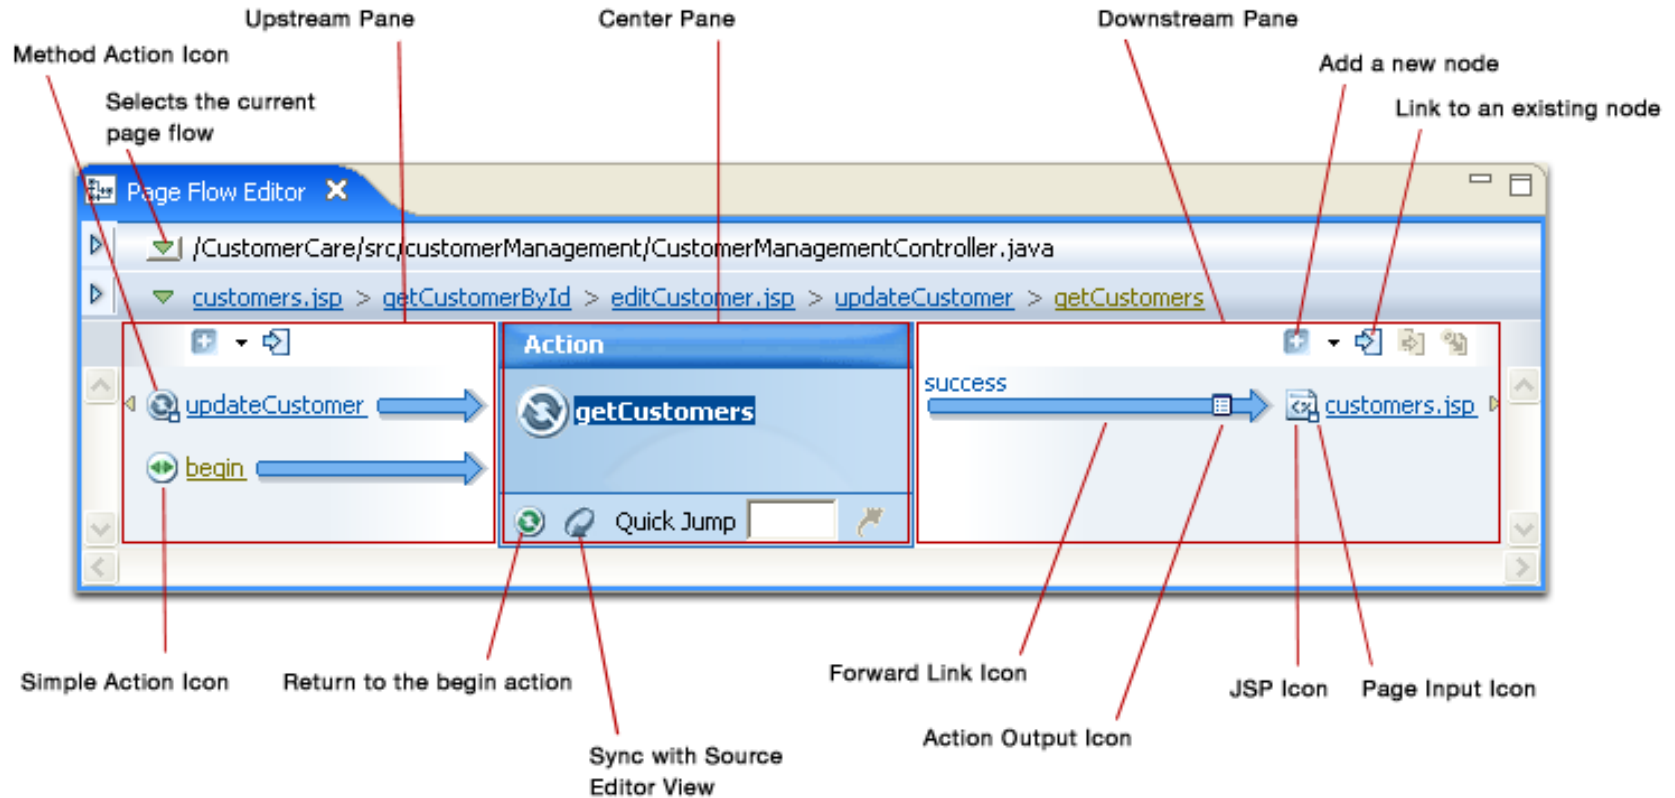 Upstream Pane
Center Pane
Downstream Pane
Method Action Icon
Add a new node
Selects the current
page flow
Link to an existing node
Page Flow Editor
/CustomerCare/src/customerManagement/CustomerManagementController.java
customers.jsp > getCustomerById > editCustomer.jsp > updateCustomer > getCustomers
Action
success
updateCustomer
getCustomers
customers.jsp
begin
Quick Jump
Simple Action Icon
Return to the begin action
Forward Link Icon
JSP Icon
Page Input Icon
Action Output Icon
Sync with Source
Editor View